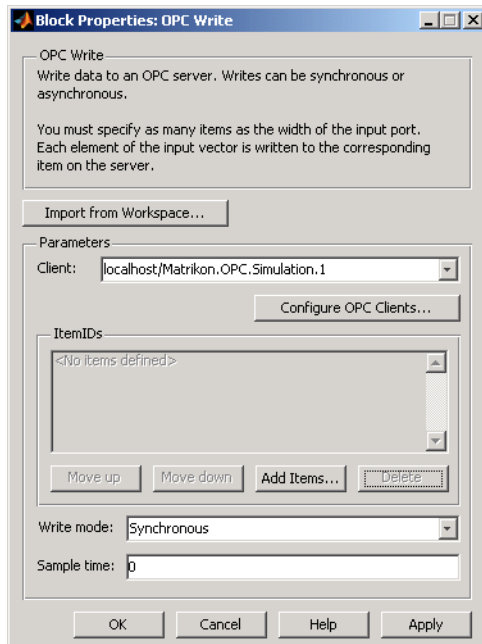 Block Properties: OPC Write
OPC Write
Write data to an OPC server. Writes can be synchronous or
asynchronous.
You must specify as many items as the width of the input port.
Each element of the input vector is written to the corresponding
item on the server.
Import from Workspace...
Parameters
Client: localhost/Matrikon.OPC.Simulation.1
Configure OPC Clients...
ItemIDs
<No items defined>
Move up Move down Add Items... Delete
Write mode: Synchronous
Sample time: 0
OK Cancel Help Apply